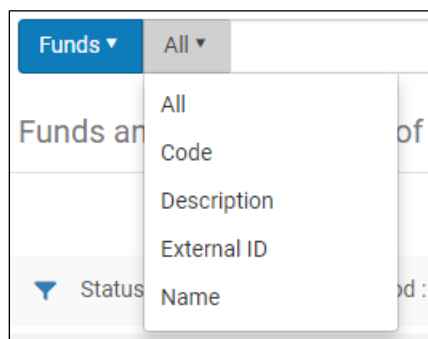 Funds All
All
Funds an of
Code
Description
External ID
Status od :
Name